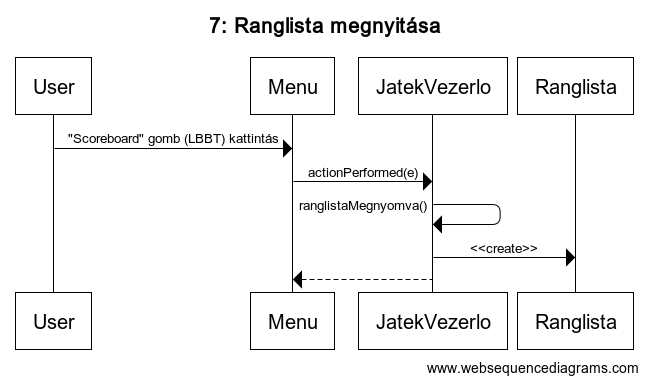 7: Ranglista megnyitása
User Menu JatekVezerlo Ranglista
"Scoreboard" gomb (LBBT) kattintás
actionPerformed(e)
ranglistaMegnyomva()
<<create>>
User Menu JatekVezerlo Ranglista
www.websequencediagrams.com